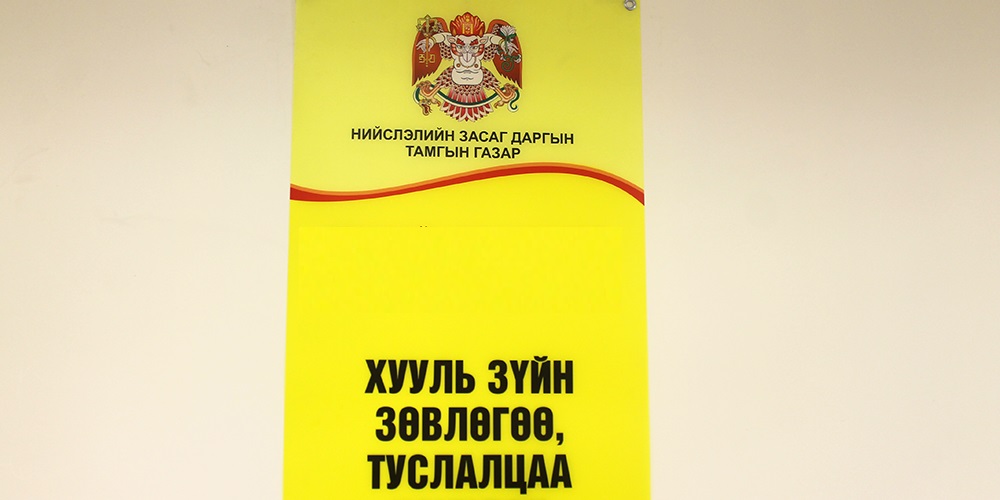 НИЙСЛЭЛИЙН ЗАСАГ ДАРГЫН
ТАМГЫН ГАЗАР
ХУУЛЬ ЗҮЙН
ЗӨВЛӨГӨӨ,
ТУСЛАЛЦАА